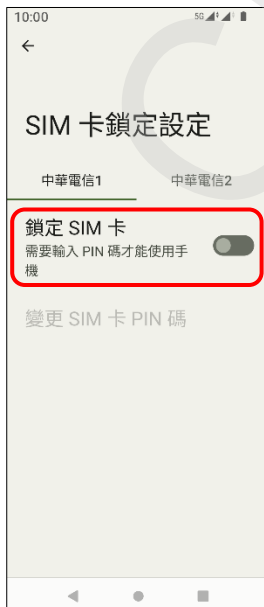 10:00
5G
SIM 卡鎖定設定
中華電信1 中華電信2
鎖定 SIM 卡
需要輸入 PIN 碼才能使用手
機
變更 SIM 卡 PIN 碼